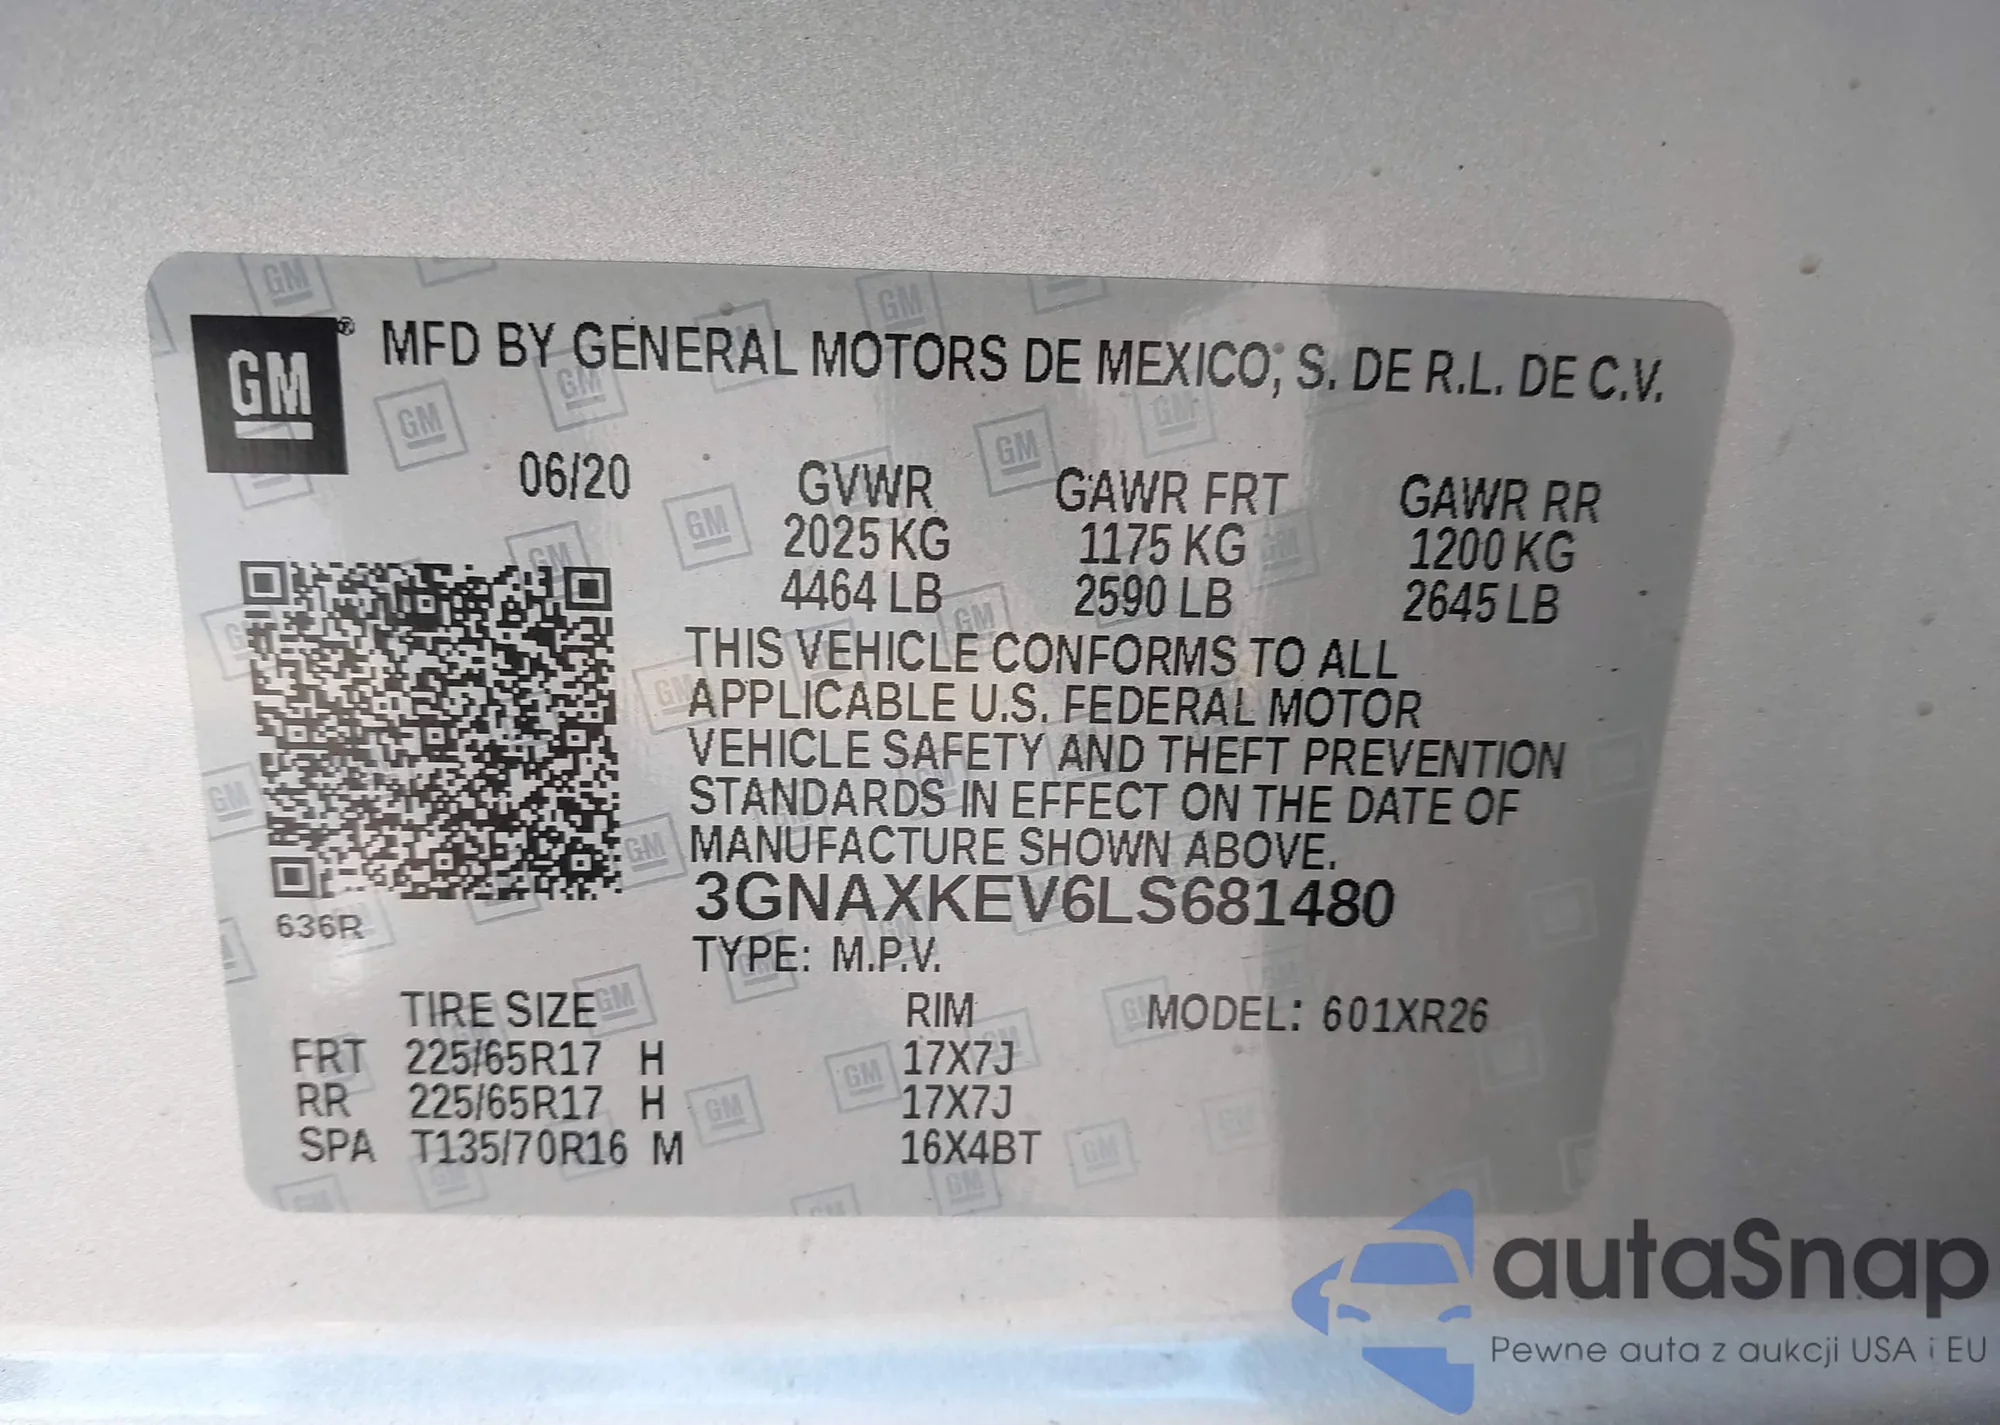 GM® MFD BY GENERAL MOTORS DE MEXICO, S. DE R.L. DE C.V.
06/20 GVWR GAWR FRT GAWR RR
2025 KG 1175 KG 1200 KG
4464 LB 2590 LB 2645 LB
THIS VEHICLE CONFORMS TO ALL
APPLICABLE U.S. FEDERAL MOTOR
VEHICLE SAFETY AND THEFT PREVENTION
STANDARDS IN EFFECT ON THE DATE OF
MANUFACTURE SHOWN ABOVE.
3GNAXKEV6LS681480
636R
TYPE: M.P.V.
TIRE SIZE RIM MODEL: 601XR26
FRT 225/65R17 H 17X7J
RR 225/65R17 H 17X7J
SPA T135/70R16 M 16X4BT
autaSnap
Pewne auta z aukcji USA i EU